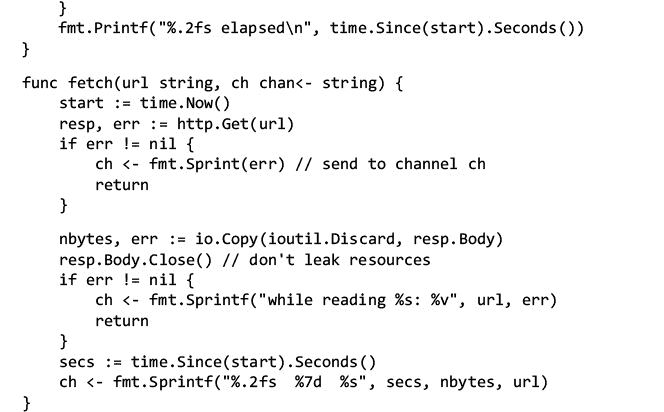 }
    fmt.Printf("%.2fs elapsed\n", time.Since(start).Seconds())
}
func fetch(url string, ch chan<- string) {
    start := time.Now()
    resp, err := http.Get(url)
    if err != nil {
        ch <- fmt.Sprint(err) // send to channel ch
        return
    }
    nbytes, err := io.Copy(ioutil.Discard, resp.Body)
    resp.Body.Close() // don't leak resources
    if err != nil {
        ch <- fmt.Sprintf("while reading %s: %v", url, err)
        return
    }
    secs := time.Since(start).Seconds()
    ch <- fmt.Sprintf("%.2fs  %7d  %s", secs, nbytes, url)
}